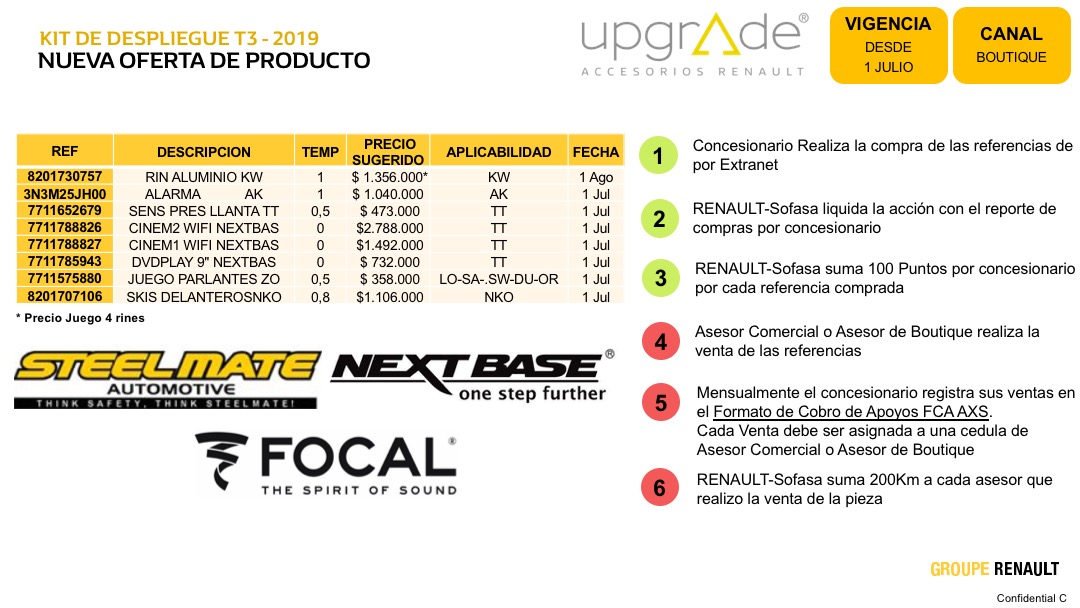 KIT DE DESPLIEGUE T3 - 2019
NUEVA OFERTA DE PRODUCTO
upgrade®
ACCESORIOS RENAULT
VIGENCIA
DESDE
1 JULIO
CANAL
BOUTIQUE
REF DESCRIPCION TEMP PRECIO SUGERIDO APLICABILIDAD FECHA
8201730757 RIN ALUMINIO KW 1 $ 1.356.000* KW 1 Ago
3N3M25JH00 ALARMA AK 1 $ 1.040.000 AK 1 Jul
7711652679 SENS PRES LLANTA TT 0,5 $ 473.000 TT 1 Jul
7711788826 CINEM2 WIFI NEXTBAS 0 $2.788.000 TT 1 Jul
7711788827 CINEM1 WIFI NEXTBAS 0 $1.492.000 TT 1 Jul
7711785943 DVDPLAY 9" NEXTBAS 0 $ 732.000 TT 1 Jul
7711575880 JUEGO PARLANTES ZO 0,5 $ 358.000 LO-SA-.SW-DU-OR 1 Jul
8201707106 SKIS DELANTEROSNKO 0,8 $1.106.000 NKO 1 Jul
* Precio Juego 4 rines
STEELMATE
AUTOMOTIVE
THINK SAFETY, THINK STEELMATE!
NEXTBASE®
one step further
FOCAL®
THE SPIRIT OF SOUND
1
Concesionario Realiza la compra de las referencias de
por Extranet
2
RENAULT-Sofasa liquida la acción con el reporte de
compras por concesionario
3
RENAULT-Sofasa suma 100 Puntos por concesionario
por cada referencia comprada
4
Asesor Comercial o Asesor de Boutique realiza la
venta de las referencias
5
Mensualmente el concesionario registra sus ventas en
el Formato de Cobro de Apoyos FCA AXS.
Cada Venta debe ser asignada a una cedula de
Asesor Comercial o Asesor de Boutique
6
RENAULT-Sofasa suma 200Km a cada asesor que
realizo la venta de la pieza
GROUPE RENAULT
Confidential C